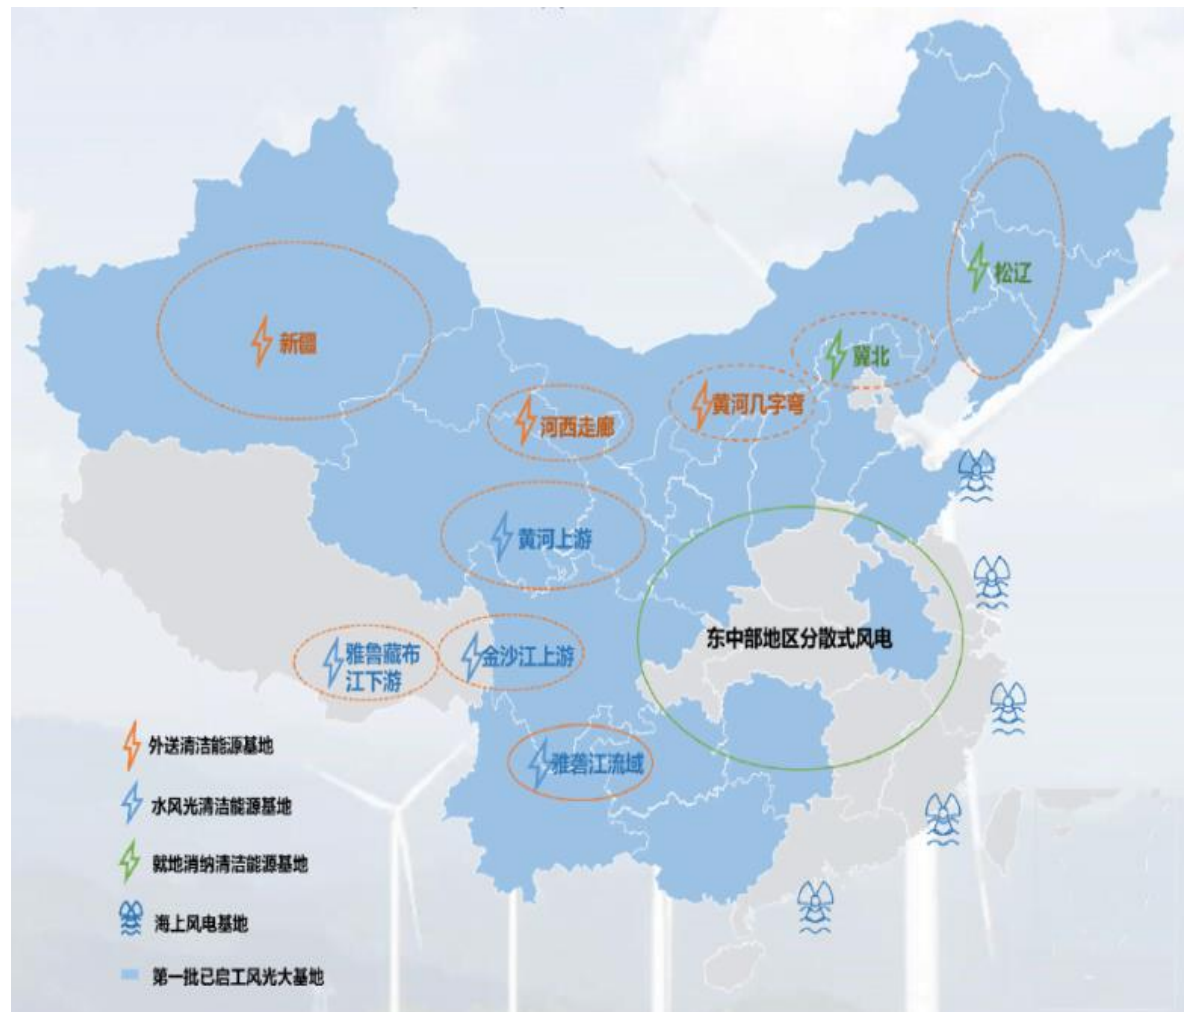 松辽
新疆
冀北
河西走廊
黄河几字弯
黄河上游
东中部地区分散式风电
雅鲁藏布
江下游
金沙江上游
雅砻江流域
外送清洁能源基地
水风光清洁能源基地
就地消纳清洁能源基地
海上风电基地
第一批已启工风光大基地